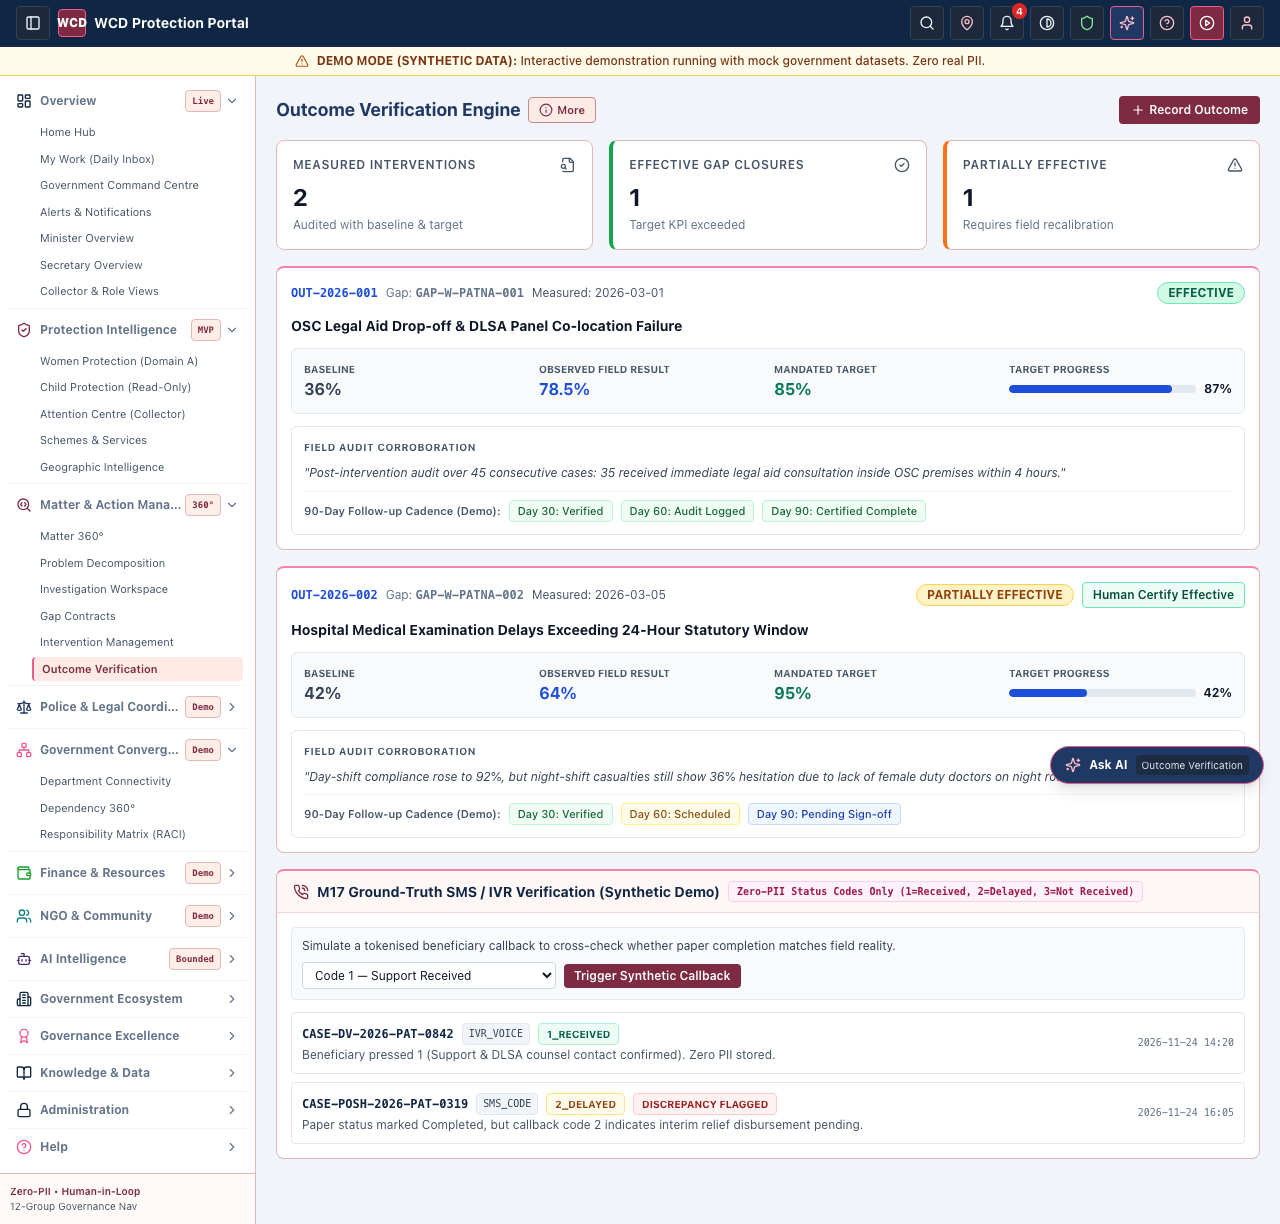 WCD
WCD Protection Portal
4
DEMO MODE (SYNTHETIC DATA): Interactive demonstration running with mock government datasets. Zero real PII.
Overview
Live
Home Hub
My Work (Daily Inbox)
Government Command Centre
Alerts & Notifications
Minister Overview
Secretary Overview
Collector & Role Views
Protection Intelligence
MVP
Women Protection (Domain A)
Child Protection (Read-Only)
Attention Centre (Collector)
Schemes & Services
Geographic Intelligence
Matter & Action Mana...
360°
Matter 360°
Problem Decomposition
Investigation Workspace
Gap Contracts
Intervention Management
Outcome Verification
Police & Legal Coordi...
Demo
Government Converg...
Demo
Department Connectivity
Dependency 360°
Responsibility Matrix (RACI)
Finance & Resources
Demo
NGO & Community
Demo
AI Intelligence
Bounded
Government Ecosystem
Governance Excellence
Knowledge & Data
Administration
Help
Zero-PII • Human-in-Loop
12-Group Governance Nav
Outcome Verification Engine
More
Record Outcome
MEASURED INTERVENTIONS
2
Audited with baseline & target
EFFECTIVE GAP CLOSURES
1
Target KPI exceeded
PARTIALLY EFFECTIVE
1
Requires field recalibration
OUT-2026-001 Gap: GAP-W-PATNA-001 Measured: 2026-03-01
EFFECTIVE
OSC Legal Aid Drop-off & DLSA Panel Co-location Failure
BASELINE
36%
OBSERVED FIELD RESULT
78.5%
MANDATED TARGET
85%
TARGET PROGRESS
87%
FIELD AUDIT CORROBORATION
"Post-intervention audit over 45 consecutive cases: 35 received immediate legal aid consultation inside OSC premises within 4 hours."
90-Day Follow-up Cadence (Demo): Day 30: Verified Day 60: Audit Logged Day 90: Certified Complete
OUT-2026-002 Gap: GAP-W-PATNA-002 Measured: 2026-03-05
PARTIALLY EFFECTIVE
Human Certify Effective
Hospital Medical Examination Delays Exceeding 24-Hour Statutory Window
BASELINE
42%
OBSERVED FIELD RESULT
64%
MANDATED TARGET
95%
TARGET PROGRESS
42%
FIELD AUDIT CORROBORATION
"Day-shift compliance rose to 92%, but night-shift casualties still show 36% hesitation due to lack of female duty doctors on night
Ask AI Outcome Verification
90-Day Follow-up Cadence (Demo): Day 30: Verified Day 60: Scheduled Day 90: Pending Sign-off
M17 Ground-Truth SMS / IVR Verification (Synthetic Demo)
Zero-PII Status Codes Only (1=Received, 2=Delayed, 3=Not Received)
Simulate a tokenised beneficiary callback to cross-check whether paper completion matches field reality.
Code 1 — Support Received
Trigger Synthetic Callback
CASE-DV-2026-PAT-0842 IVR_VOICE 1_RECEIVED
Beneficiary pressed 1 (Support & DLSA counsel contact confirmed). Zero PII stored.
2026-11-24 14:20
CASE-POSH-2026-PAT-0319 SMS_CODE 2_DELAYED DISCREPANCY FLAGGED
Paper status marked Completed, but callback code 2 indicates interim relief disbursement pending.
2026-11-24 16:05